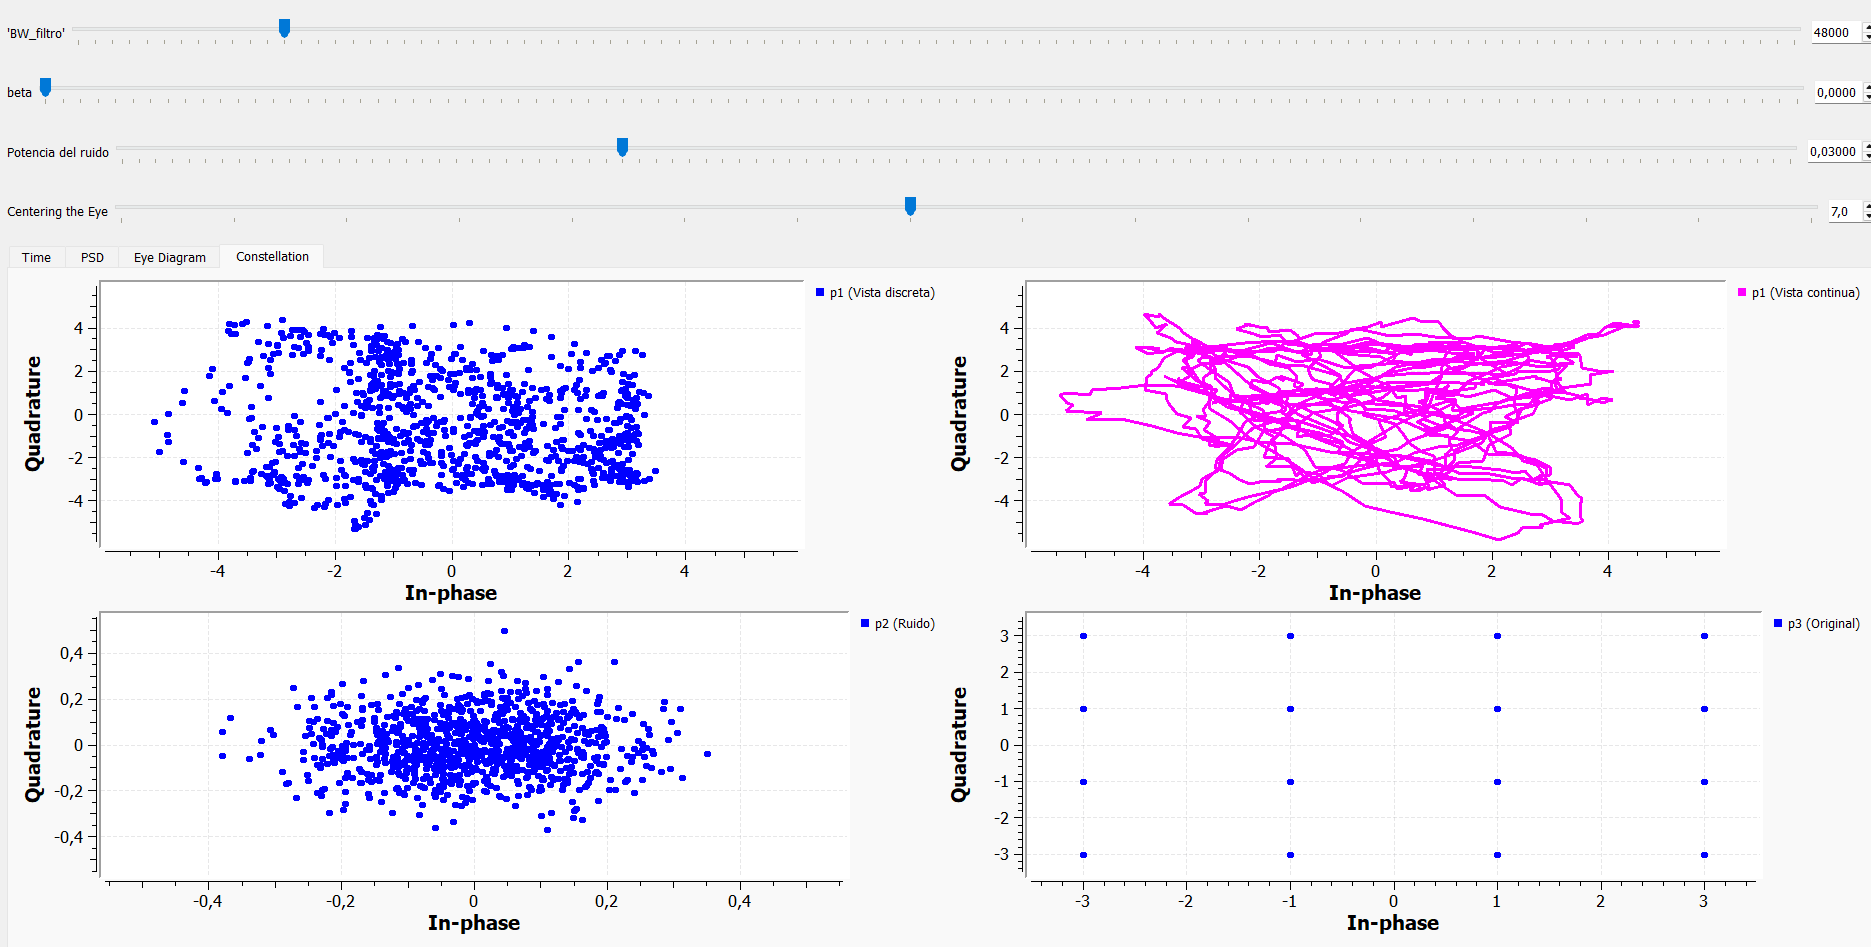 'BW_filtro' 48000
beta 0,0000
Potencia del ruido 0,03000
Centering the Eye 7,0
Time PSD Eye Diagram Constellation
p1 (Vista discreta)
4
2
0
-2
-4
Quadrature
-4 -2 0 2 4
In-phase
p1 (Vista continua)
4
2
0
-2
-4
Quadrature
-4 -2 0 2 4
In-phase
p2 (Ruido)
0,4
0,2
0
-0,2
-0,4
Quadrature
-0,4 -0,2 0 0,2 0,4
In-phase
p3 (Original)
3
2
1
0
-1
-2
-3
Quadrature
-3 -2 -1 0 1 2 3
In-phase